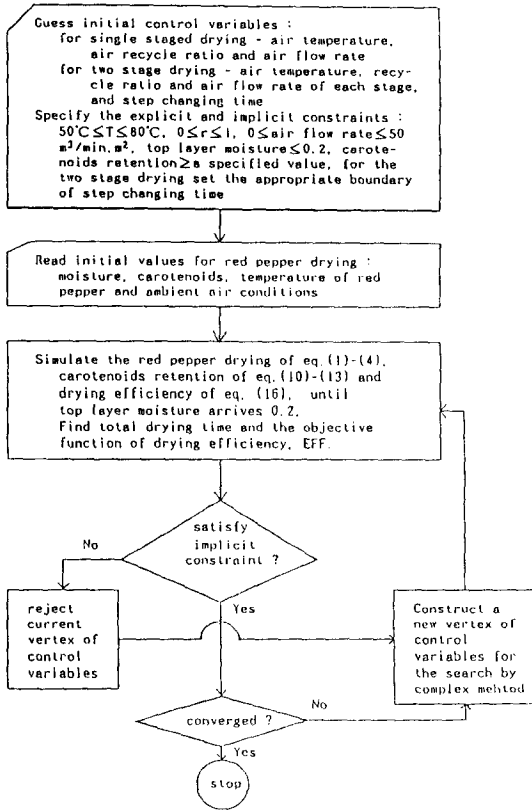 Guess initial control variables :
for single staged drying - air temperature,
air recycle ratio and air flow rate
for two stage drying - air temperature, recy-
cle ratio and air flow rate of each stage,
and step changing time
Specify the explicit and implicit constraints :
50°C≤T≤80°C, 0≤r≤1, 0≤air flow rate≤50
m³/min.m², top layer moisture≤0.2, carote-
noids retention≥a specified value, for the
two stage drying set the appropriate boundary
of step changing time
Read initial values for red pepper drying :
moisture, carotenoids, temperature of red
pepper and ambient air conditions
Simulate the red pepper drying of eq.(1)-(4),
carotenoids retention of eq.(10)-(13) and
drying efficiency of eq. (16), until
top layer moisture arrives 0.2.
Find total drying time and the objective
function of drying efficiency, EFF.
satisfy
implicit
constraint ?
No
Yes
reject
current
vertex of
control
variables
Construct a
new vertex of
control
variables for
the search by
complex mehtod
converged ?
No
Yes
stop